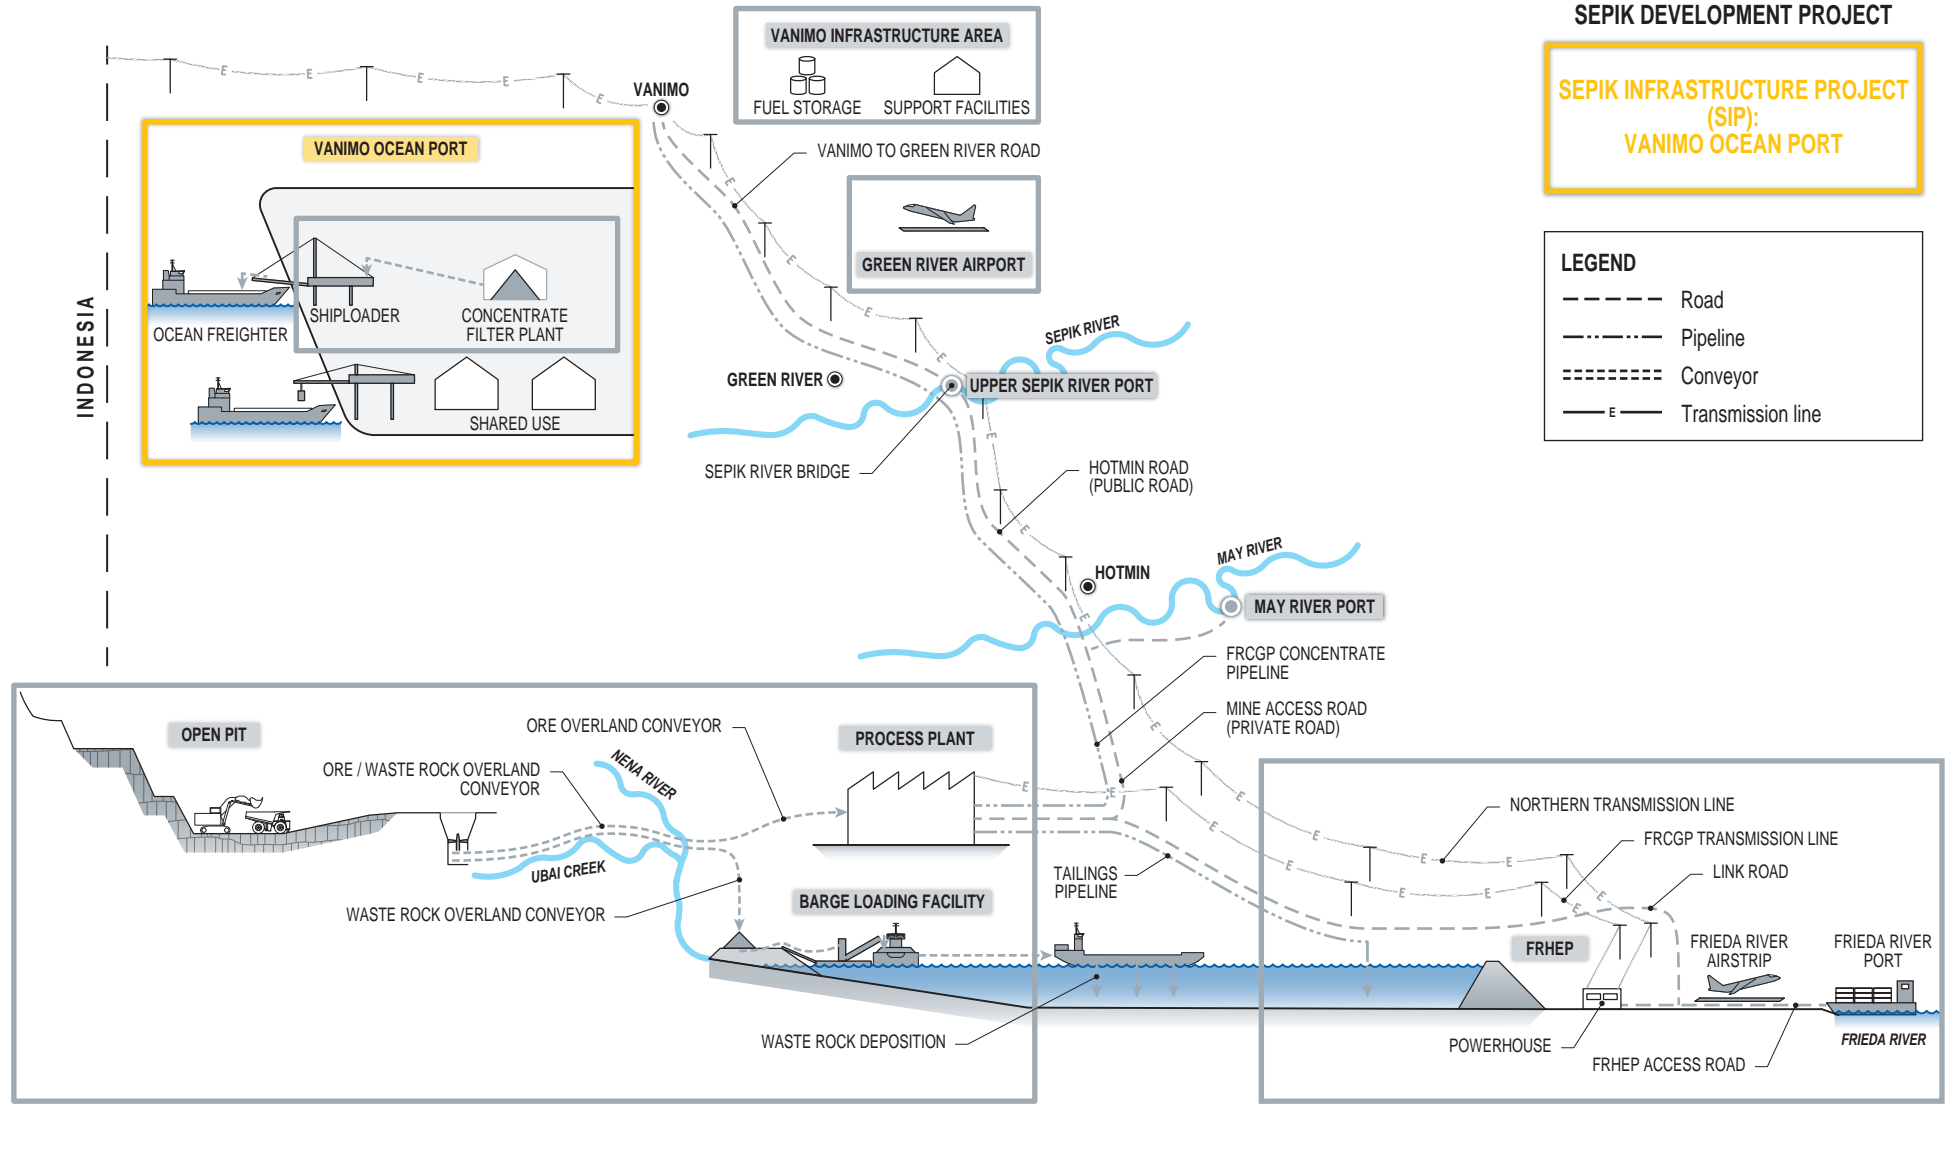 SEPIK DEVELOPMENT PROJECT
SEPIK INFRASTRUCTURE PROJECT
(SIP):
VANIMO OCEAN PORT
LEGEND
Road
Pipeline
Conveyor
E
Transmission line
VANIMO INFRASTRUCTURE AREA
FUEL STORAGE
SUPPORT FACILITIES
E
E
E
E
E
VANIMO
VANIMO TO GREEN RIVER ROAD
VANIMO OCEAN PORT
OCEAN FREIGHTER
SHIPLOADER
CONCENTRATE
FILTER PLANT
SHARED USE
INDONESIA
GREEN RIVER AIRPORT
E
E
E
E
SEPIK RIVER
GREEN RIVER
UPPER SEPIK RIVER PORT
E
SEPIK RIVER BRIDGE
HOTMIN ROAD
(PUBLIC ROAD)
E
MAY RIVER
HOTMIN
E
MAY RIVER PORT
FRCGP CONCENTRATE
PIPELINE
MINE ACCESS ROAD
(PRIVATE ROAD)
E
E
OPEN PIT
ORE OVERLAND CONVEYOR
ORE / WASTE ROCK OVERLAND
CONVEYOR
NENA RIVER
PROCESS PLANT
E
E
UBAI CREEK
WASTE ROCK OVERLAND CONVEYOR
BARGE LOADING FACILITY
WASTE ROCK DEPOSITION
TAILINGS
PIPELINE
NORTHERN TRANSMISSION LINE
E
E
E
FRCGP TRANSMISSION LINE
LINK ROAD
E
E
E
E
E
E
FRHEP
FRIEDA RIVER
AIRSTRIP
FRIEDA RIVER
PORT
POWERHOUSE
FRHEP ACCESS ROAD
FRIEDA RIVER